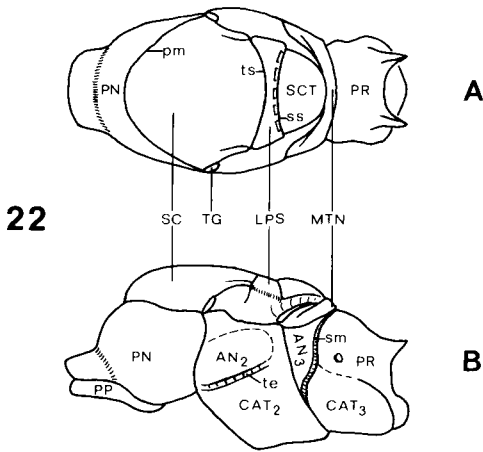 pm
PN
ts
SCT
PR
A
ss
22
SC TG LPS MTN
PN
AN2
AN3
sm
PR
B
te
PP
CAT2
CAT3